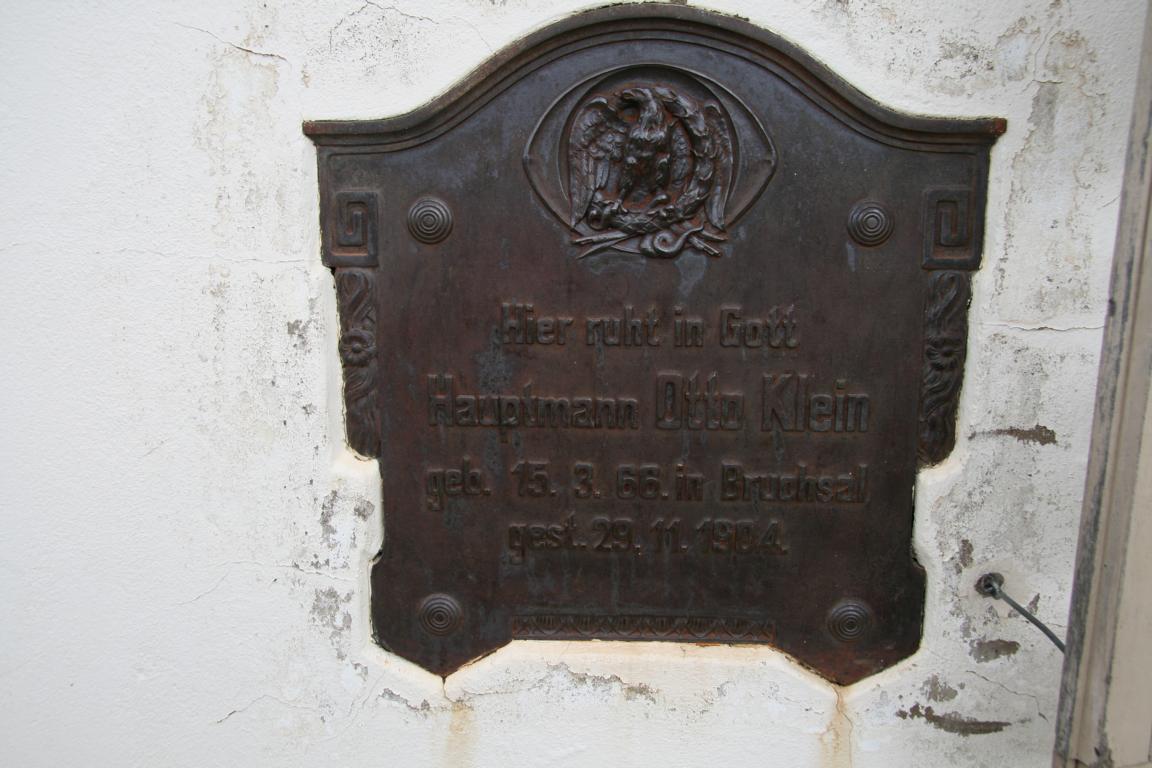 Hier ruht in Gott
Hauptmann Otto Klein
geb. 15. 3. 66. in Bruchsal
gest. 29. 11. 1904.